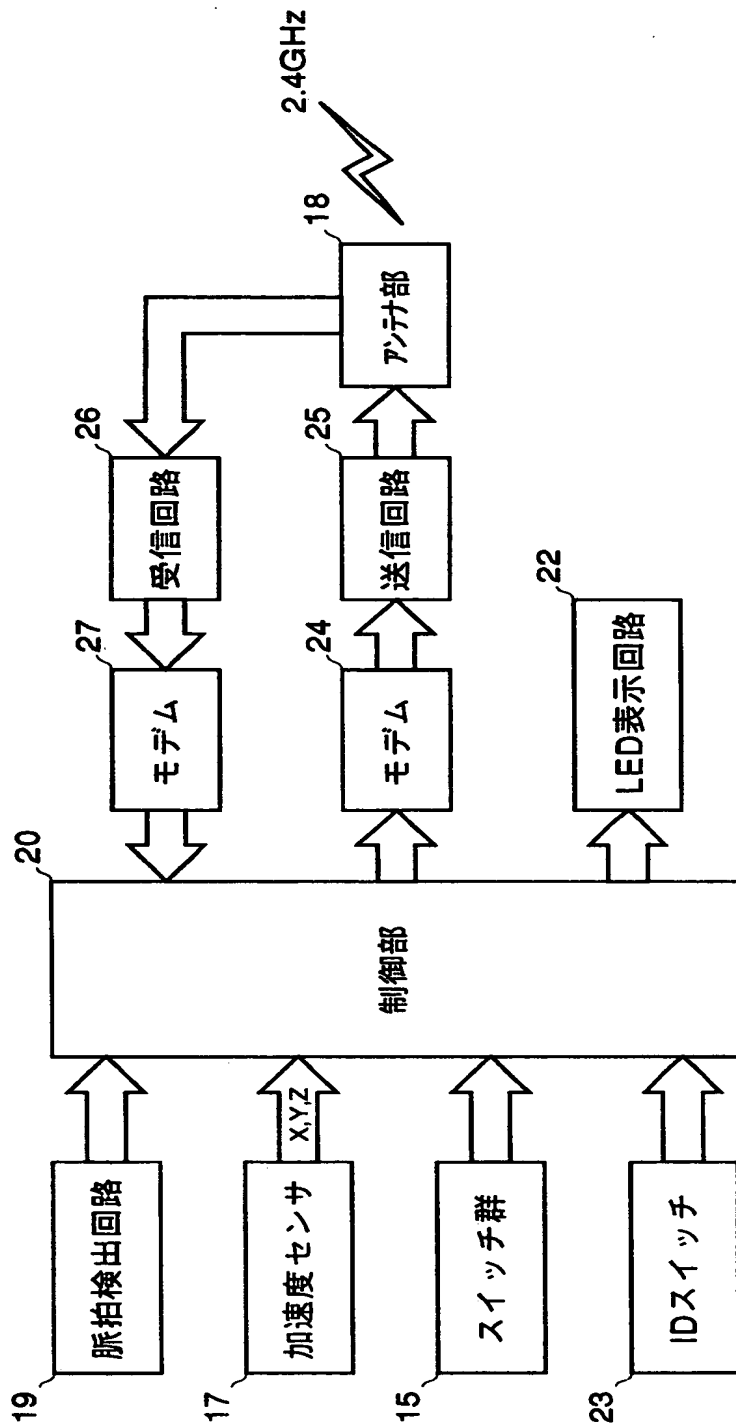 19
脈拍検出回路
17
加速度センサ
X,Y,Z
15
スイッチ群
23
IDスイッチ
20
制御部
27
モデム
26
受信回路
24
モデム
25
送信回路
18
アンテナ部
2.4GHz
22
LED表示回路